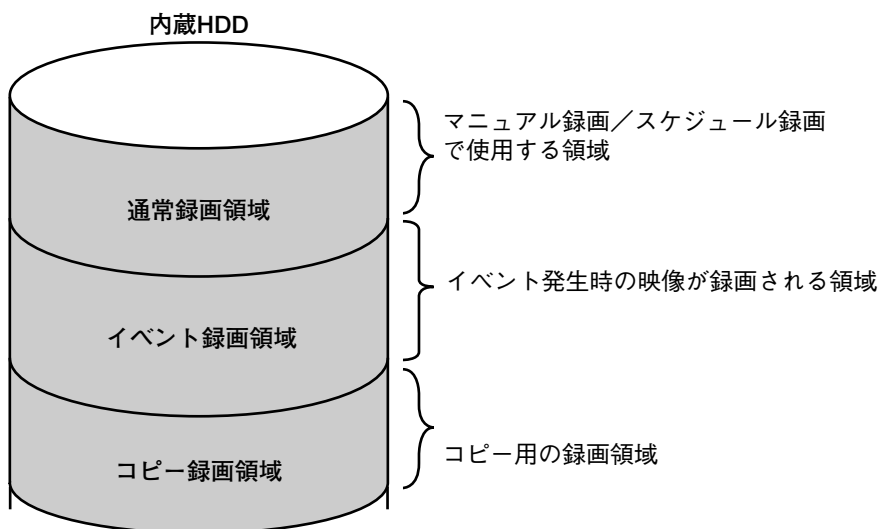 内蔵HDD
マニュアル録画／スケジュール録画
で使用する領域
通常録画領域
イベント発生時の映像が録画される領域
イベント録画領域
コピー用の録画領域
コピー録画領域